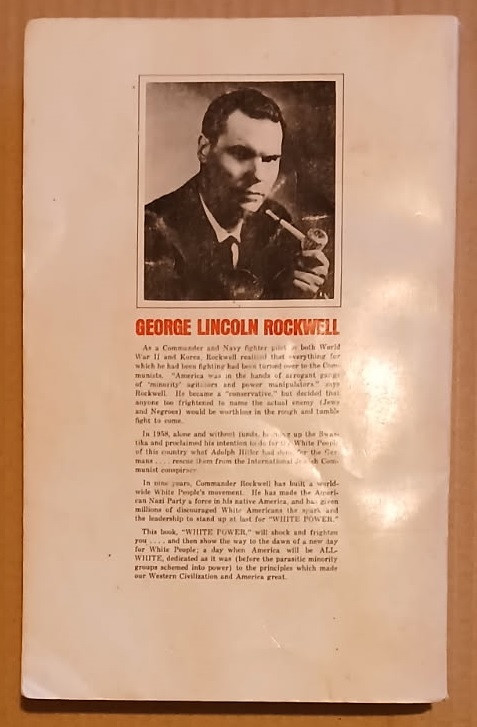 GEORGE LINCOLN ROCKWELL
As a Commander and Navy fighter pilot in both World
War II and Korea, Rockwell realized that everything for
which he had been fighting had been turned over to the Com-
munists. "America was in the hands of arrogant gangs
of 'minority' agitators and power manipulators," says
Rockwell. He became a "conservative," but decided that
anyone too frightened to name the actual enemy (Jews
and Negroes) would be worthless in the rough and tumble
fight to come.
In 1958, alone and without funds, he up the Swas-
tika and proclaimed his intention to do for the White People
of this country what Adolph Hitler had done for the Ger-
mans . . . . rescue them from the International Jewish Com-
munist conspiracy.
In nine years, Commander Rockwell has built a world-
wide White People's movement. He has made the Ameri-
can Nazi Party a force in his native America, and has given
millions of discouraged White Americans the spark and
the leadership to stand up at last for "WHITE POWER."
This book, "WHITE POWER," will shock and frighten
you . . . . and then show the way to the dawn of a new day
for White People; a day when America will be ALL-
WHITE, dedicated as it was (before the parasitic minority
groups schemed into power) to the principles which made
our Western Civilization and America great.